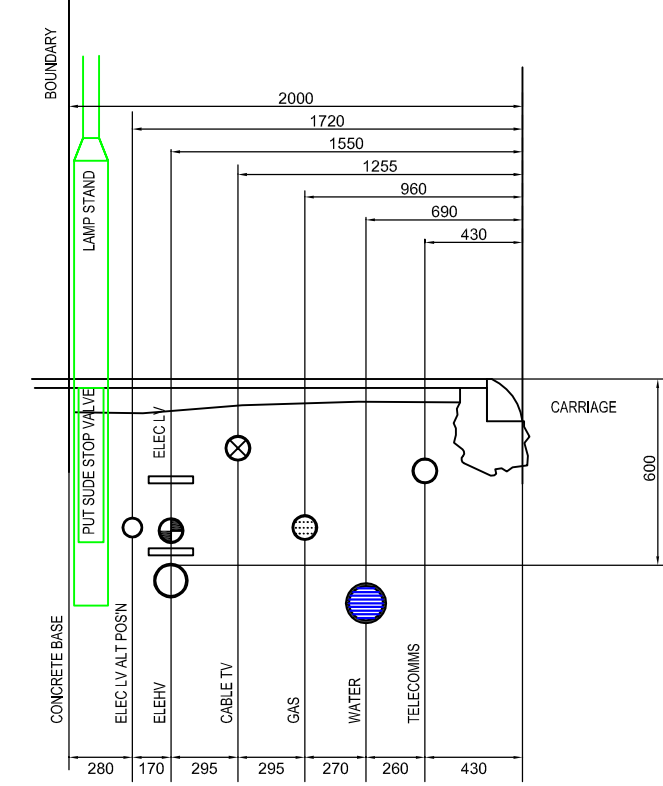 BOUNDARY
2000
1720
1550
1255
960
690
430
LAMP STAND
CARRIAGE
PUT SUDE STOP VALVE
ELEC LV
600
CONCRETE BASE
ELEC LV ALT POS'N
ELEHV
CABLE TV
GAS
WATER
TELECOMMS
280
170
295
295
270
260
430